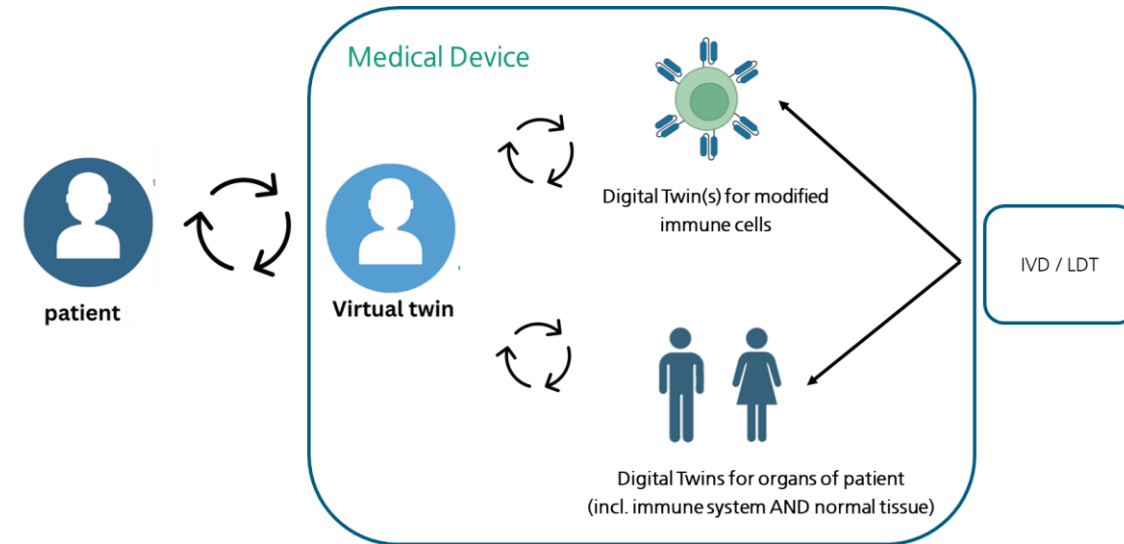 Medical Device
patient
Virtual twin
Digital Twin(s) for modified
immune cells
IVD / LDT
Digital Twins for organs of patient
(incl. immune system AND normal tissue)